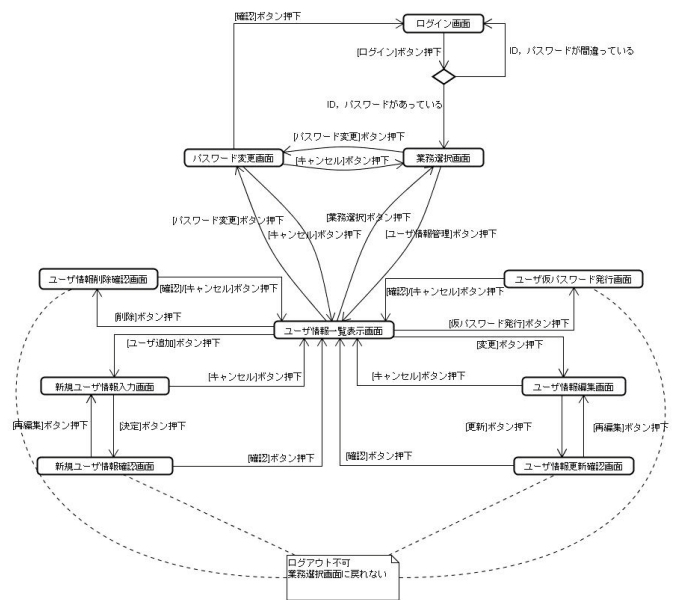 [確認]ボタン押下
ログイン画面
[ログイン]ボタン押下
ID，パスワードが間違っている
ID，パスワードがあっている
[パスワード変更]ボタン押下
パスワード変更画面
[キャンセル]ボタン押下
業務選択画面
[パスワード変更]ボタン押下
[業務選択]ボタン押下
[キャンセル]ボタン押下
[ユーザ情報管理]ボタン押下
ユーザ情報削除確認画面
[確認]/[キャンセル]ボタン押下
[確認]/[キャンセル]ボタン押下
ユーザ仮パスワード発行画面
[削除]ボタン押下
ユーザ情報一覧表示画面
[仮パスワード発行]ボタン押下
[ユーザ追加]ボタン押下
[変更]ボタン押下
新規ユーザ情報入力画面
[キャンセル]ボタン押下
[キャンセル]ボタン押下
ユーザ情報編集画面
[再編集]ボタン押下
[決定]ボタン押下
[更新]ボタン押下
[再編集]ボタン押下
新規ユーザ情報確認画面
[確認]ボタン押下
[確認]ボタン押下
ユーザ情報更新確認画面
ログアウト不可
業務選択画面に戻れない